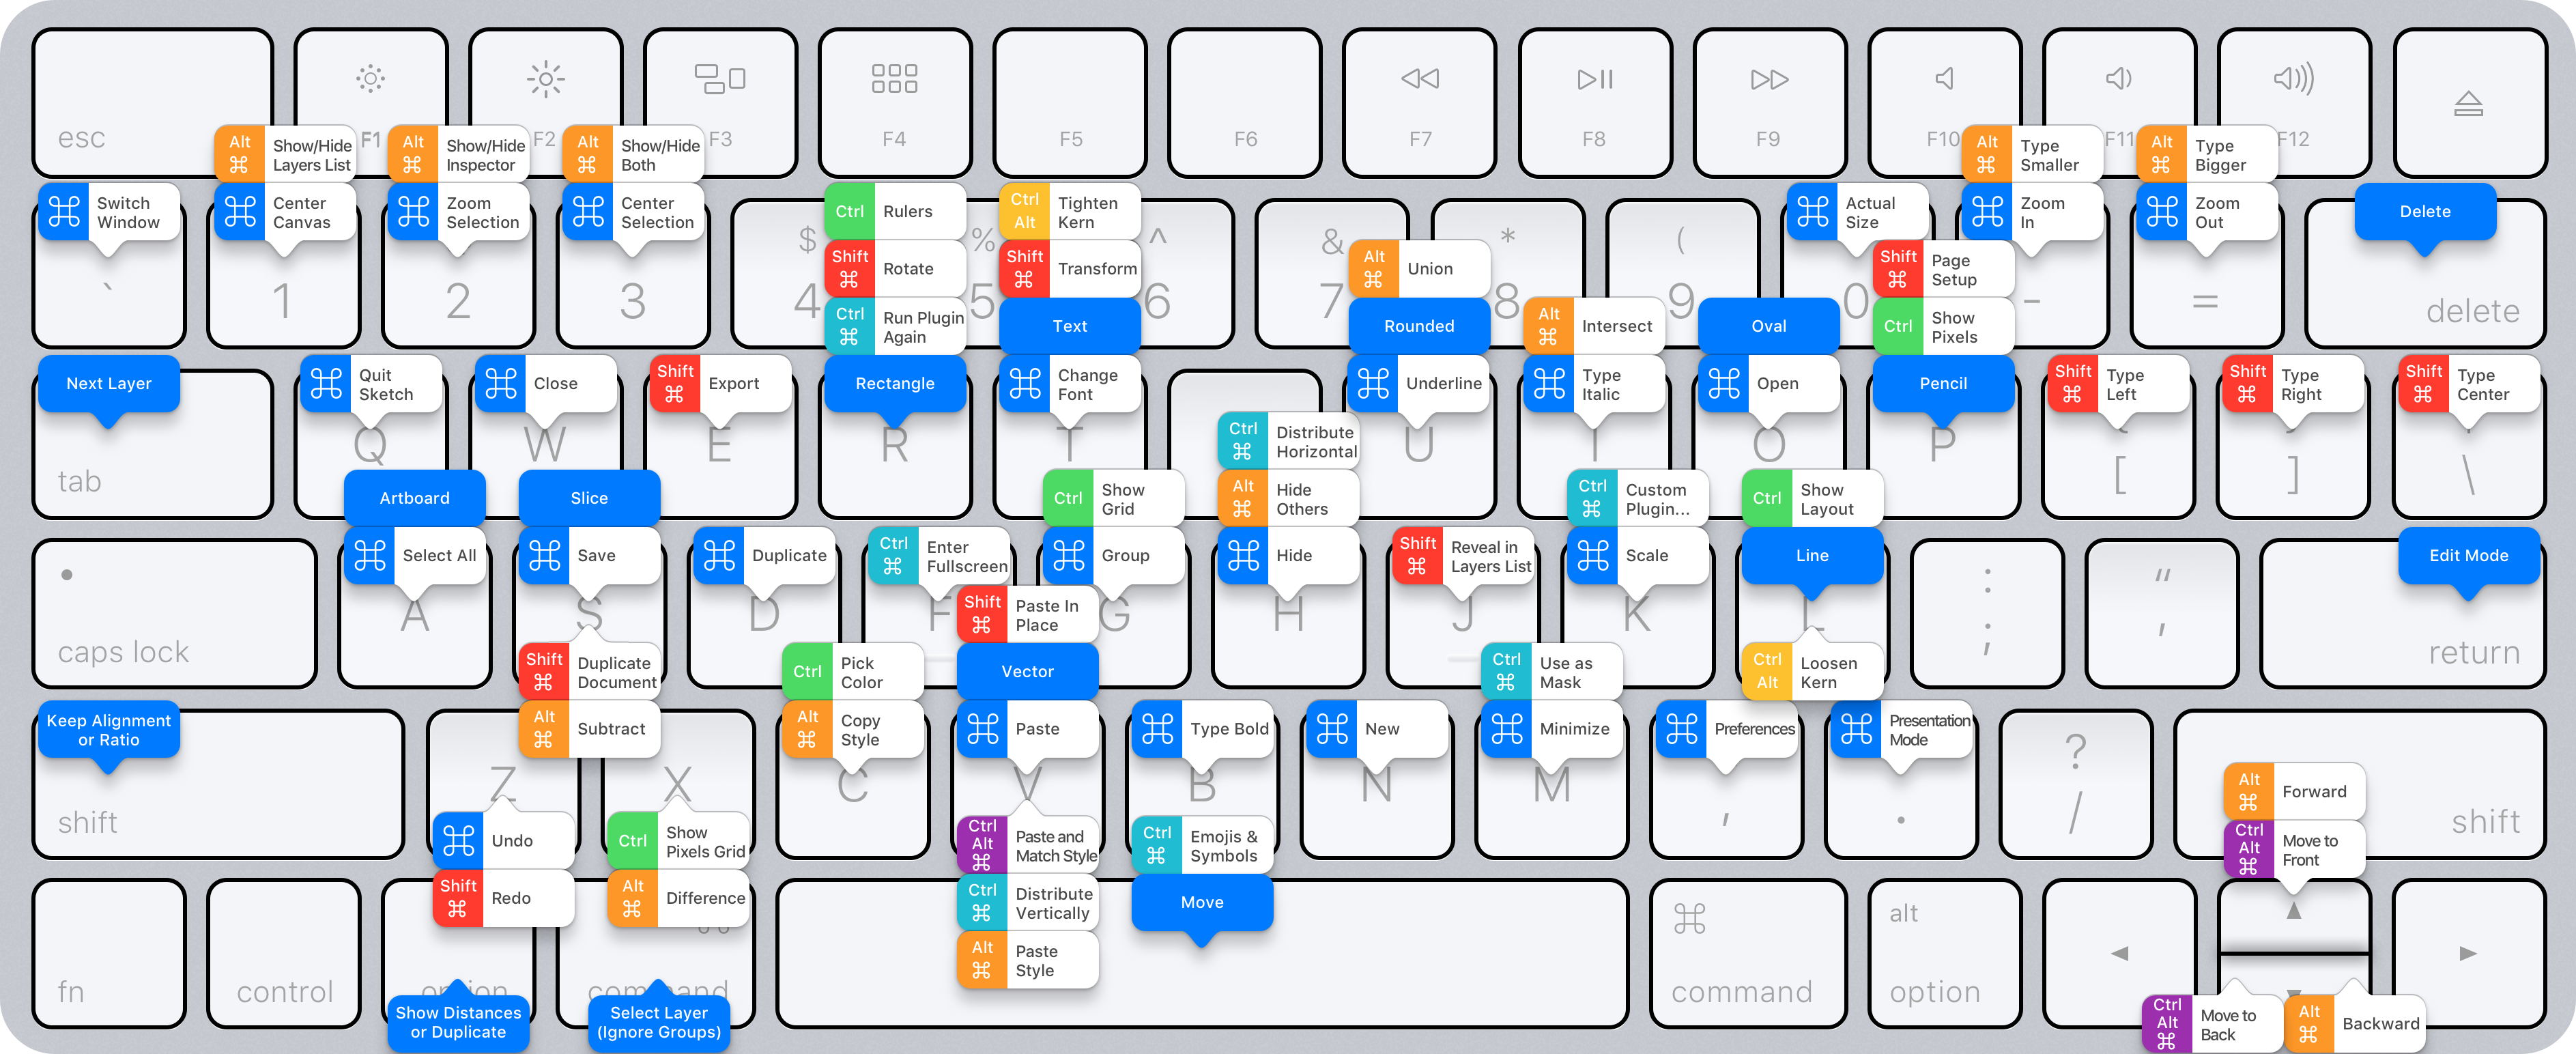 esc
F1
F2
F3
F4
F5
F6
F7
F8
F9
F10
F11
F12
Alt
⌘
Show/Hide
Layers List
Alt
⌘
Show/Hide
Inspector
Alt
⌘
Show/Hide
Both
Alt
⌘
Type
Smaller
Alt
⌘
Type
Bigger
⌘
Switch
Window
⌘
Center
Canvas
⌘
Zoom
Selection
⌘
Center
Selection
Ctrl
Rulers
Ctrl
Alt
Tighten
Kern
⌘
Actual
Size
⌘
Zoom
In
⌘
Zoom
Out
Delete
$
%
^
&
*
(
Shift
⌘
Rotate
Shift
⌘
Transform
Alt
⌘
Union
Shift
⌘
Page
Setup
`
1
2
3
4
5
6
7
8
9
0
-
=
delete
Ctrl
⌘
Run Plugin
Again
Text
Rounded
Alt
⌘
Intersect
Oval
Ctrl
Show
Pixels
Next Layer
⌘
Quit
Sketch
⌘
Close
Shift
⌘
Export
Rectangle
⌘
Change
Font
⌘
Underline
⌘
Type
Italic
⌘
Open
Pencil
Shift
⌘
Type
Left
Shift
⌘
Type
Right
Shift
⌘
Type
Center
tab
Q
W
E
R
T
U
I
O
P
[
]
\
Ctrl
⌘
Distribute
Horizontal
Artboard
Slice
Ctrl
Show
Grid
Alt
⌘
Hide
Others
Ctrl
⌘
Custom
Plugin...
Ctrl
Show
Layout
⌘
Select All
⌘
Save
⌘
Duplicate
Ctrl
⌘
Enter
Fullscreen
⌘
Group
⌘
Hide
Shift
⌘
Reveal in
Layers List
⌘
Scale
Line
Edit Mode
caps lock
A
S
D
F
G
H
J
K
L
:
;
"
'
return
Shift
⌘
Paste In
Place
Shift
⌘
Duplicate
Document
Ctrl
Pick
Color
Vector
Ctrl
⌘
Use as
Mask
Ctrl
Alt
Loosen
Kern
Keep Alignment
or Ratio
Alt
⌘
Subtract
Alt
⌘
Copy
Style
⌘
Paste
⌘
Type Bold
⌘
New
⌘
Minimize
⌘
Preferences
⌘
Presentation
Mode
shift
Z
X
C
V
B
N
M
,
.
?
/
shift
Alt
⌘
Forward
⌘
Undo
Ctrl
Show
Pixels Grid
Ctrl
Alt
⌘
Paste and
Match Style
Ctrl
⌘
Emojis &
Symbols
Ctrl
Alt
⌘
Move to
Front
Shift
⌘
Redo
Alt
⌘
Difference
Ctrl
⌘
Distribute
Vertically
Move
Alt
⌘
Paste
Style
fn
control
option
command
⌘
command
alt
option
Show Distances
or Duplicate
Select Layer
(Ignore Groups)
Ctrl
Alt
⌘
Move to
Back
Alt
⌘
Backward